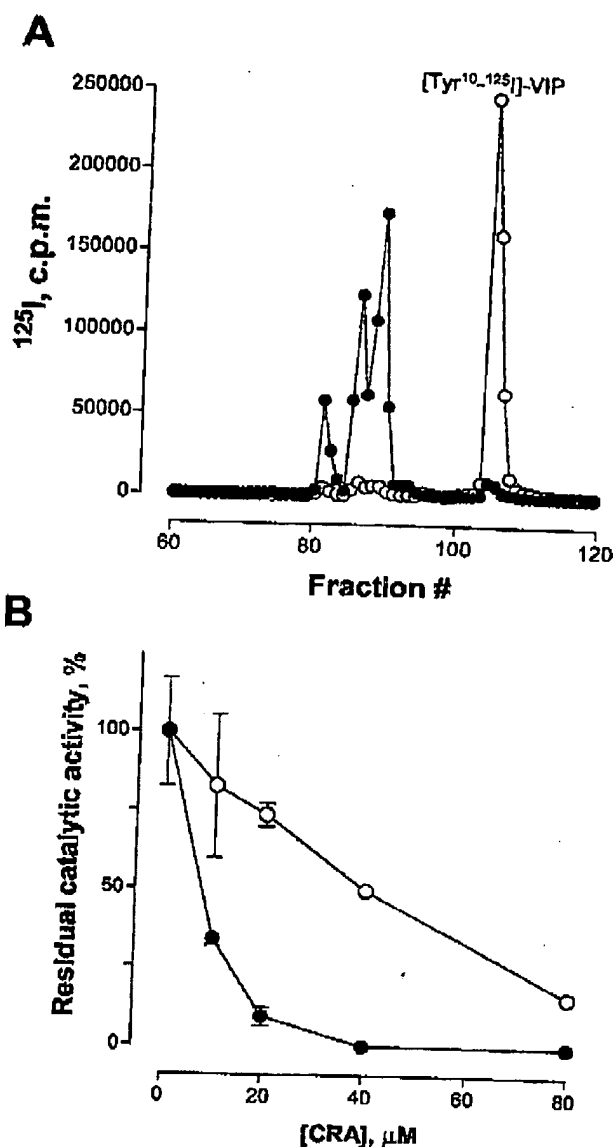 A
[Tyr10-125I]-VIP
250000
200000
150000
100000
50000
0
125I, c.p.m.
60
80
100
120
Fraction #
B
Residual catalytic activity, %
100
50
0
0
20
40
60
80
[CRA], µM